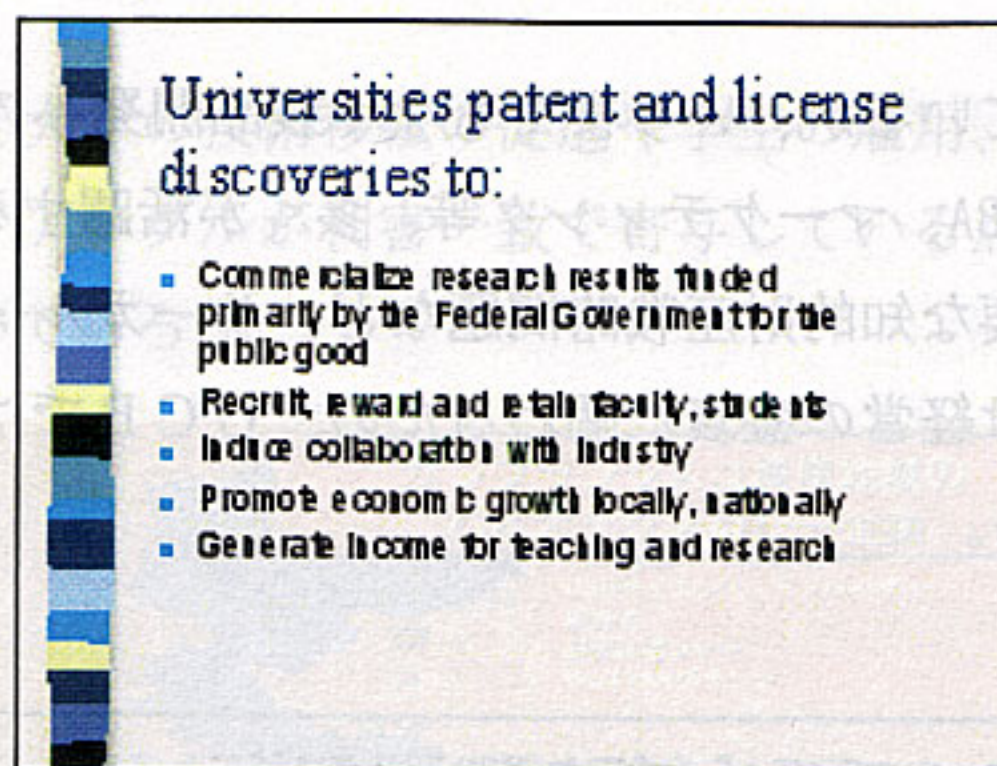 Universities patent and license
discoveries to:
Commercialize research results funded
primarily by the Federal Government for the
public good
Recruit, reward and retain faculty, students
Induce collaboration with industry
Promote economic growth locally, nationally
Generate income for teaching and research